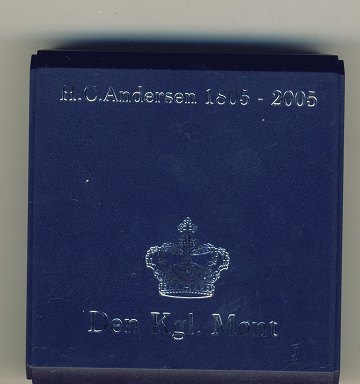 H.C.Andersen 1805 - 2005
Den Kgl. Mønt